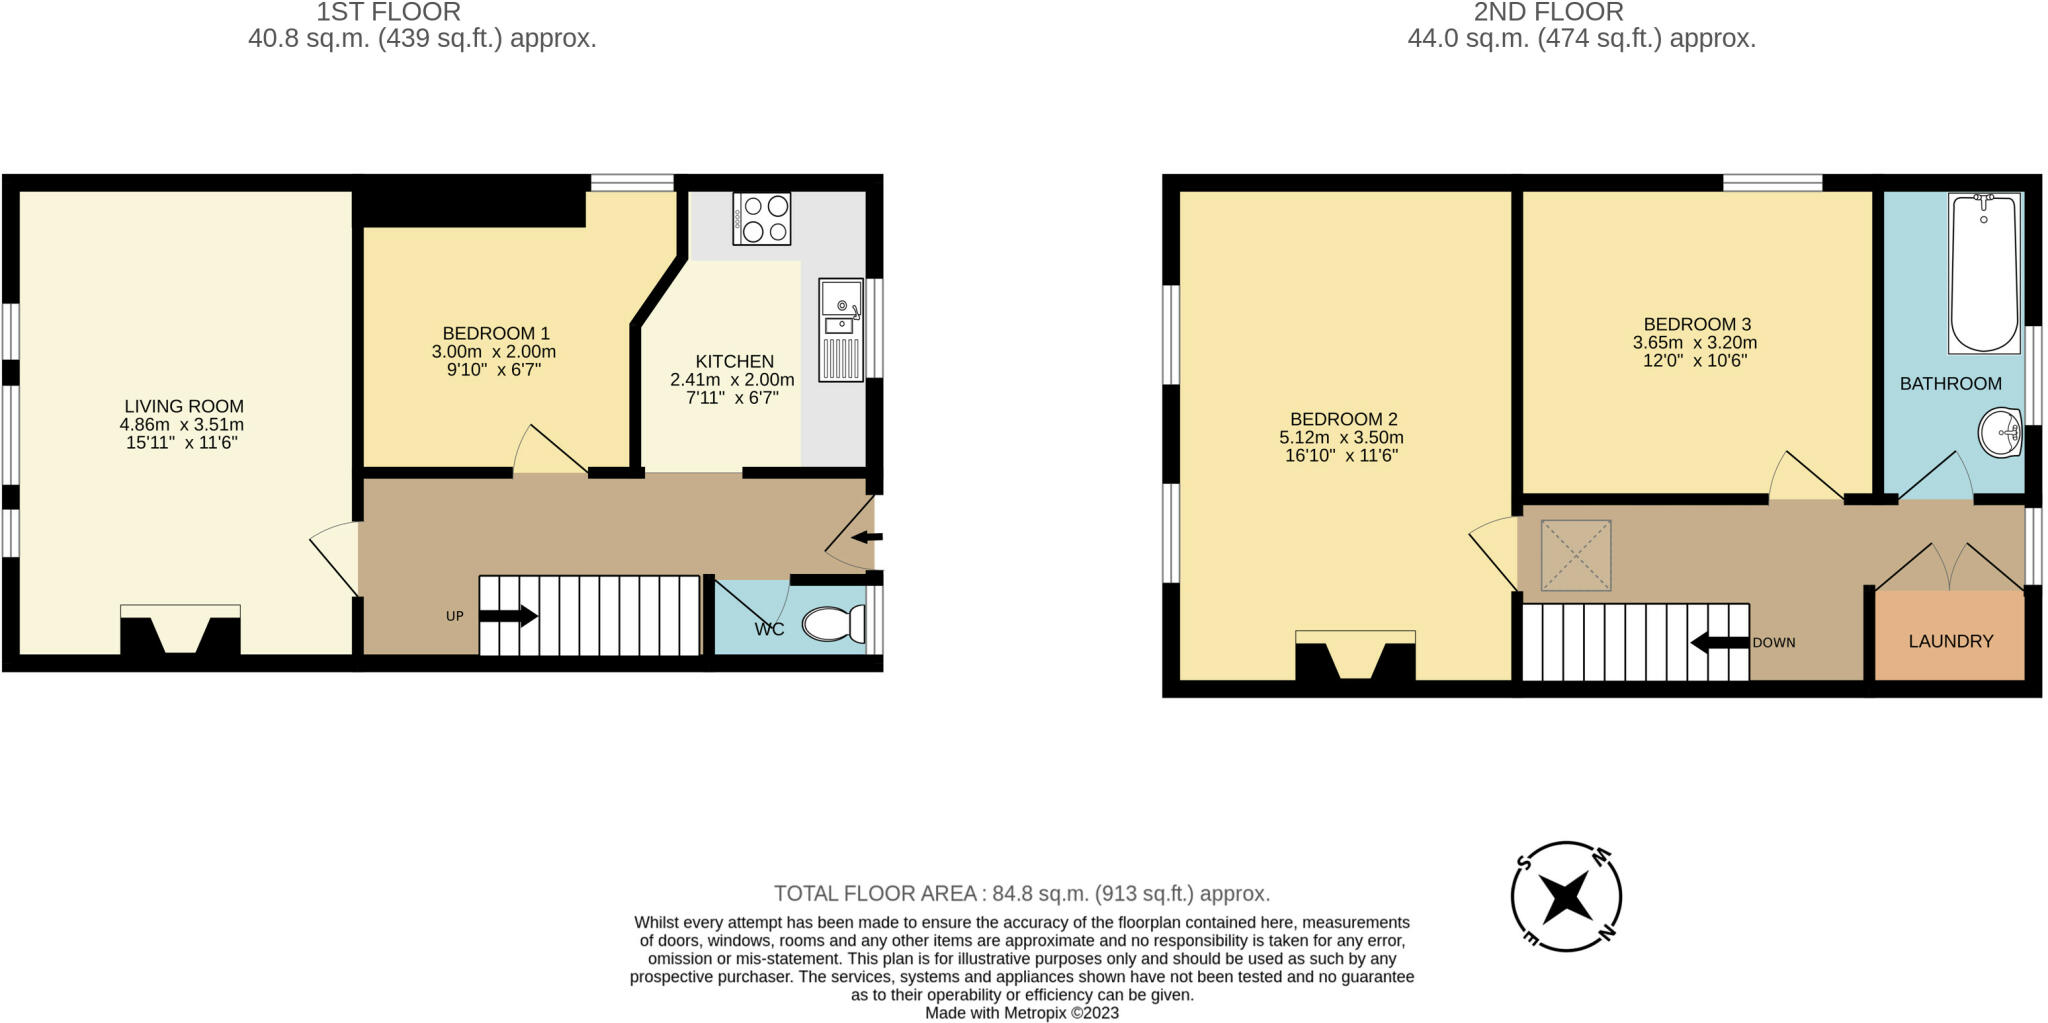 1ST FLOOR
40.8 sq.m. (439 sq.ft.) approx.
2ND FLOOR
44.0 sq.m. (474 sq.ft.) approx.
LIVING ROOM
4.86m x 3.51m
15'11" x 11'6"
BEDROOM 1
3.00m x 2.00m
9'10" x 6'7"
KITCHEN
2.41m x 2.00m
7'11" x 6'7"
UP
WC
BEDROOM 2
5.12m x 3.50m
16'10" x 11'6"
BEDROOM 3
3.65m x 3.20m
12'0" x 10'6"
BATHROOM
DOWN
LAUNDRY
S
W
E
N
TOTAL FLOOR AREA : 84.8 sq.m. (913 sq.ft.) approx.
Whilst every attempt has been made to ensure the accuracy of the floorplan contained here, measurements
of doors, windows, rooms and any other items are approximate and no responsibility is taken for any error,
omission or mis-statement. This plan is for illustrative purposes only and should be used as such by any
prospective purchaser. The services, systems and appliances shown have not been tested and no guarantee
as to their operability or efficiency can be given.
Made with Metropix ©2023